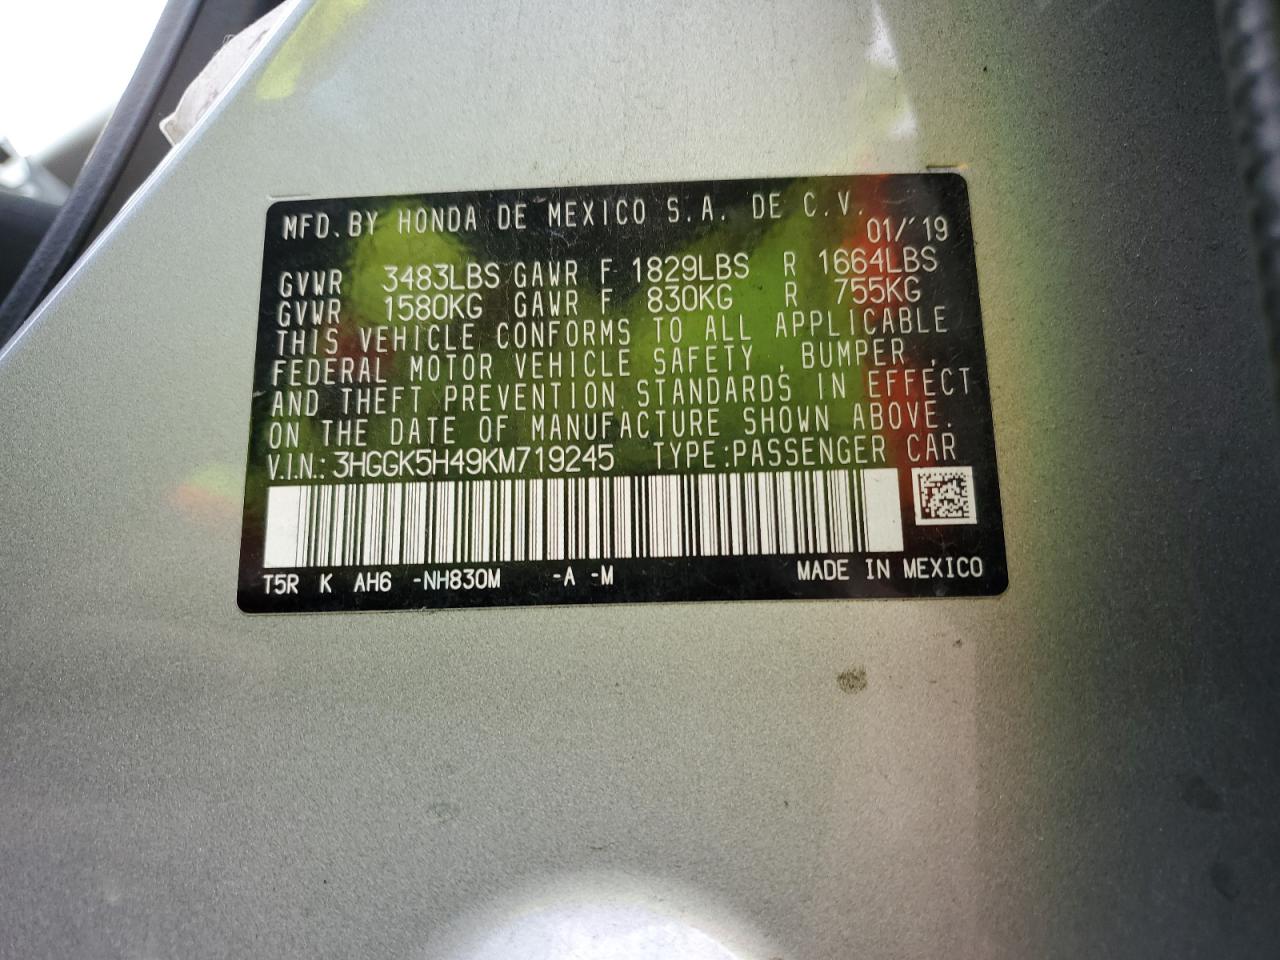 MFD.BY HONDA DE MEXICO S.A. DE C.V.
01/'19
GVWR 3483LBS GAWR F 1829LBS R 1664LBS
GVWR 1580KG GAWR F 830KG R 755KG
THIS VEHICLE CONFORMS TO ALL APPLICABLE
FEDERAL MOTOR VEHICLE SAFETY, BUMPER,
AND THEFT PREVENTION STANDARDS IN EFFECT
ON THE DATE OF MANUFACTURE SHOWN ABOVE.
V.I.N.: 3HGGK5H49KM719245 TYPE:PASSENGER CAR
T5R K AH6 -NH830M -A -M MADE IN MEXICO